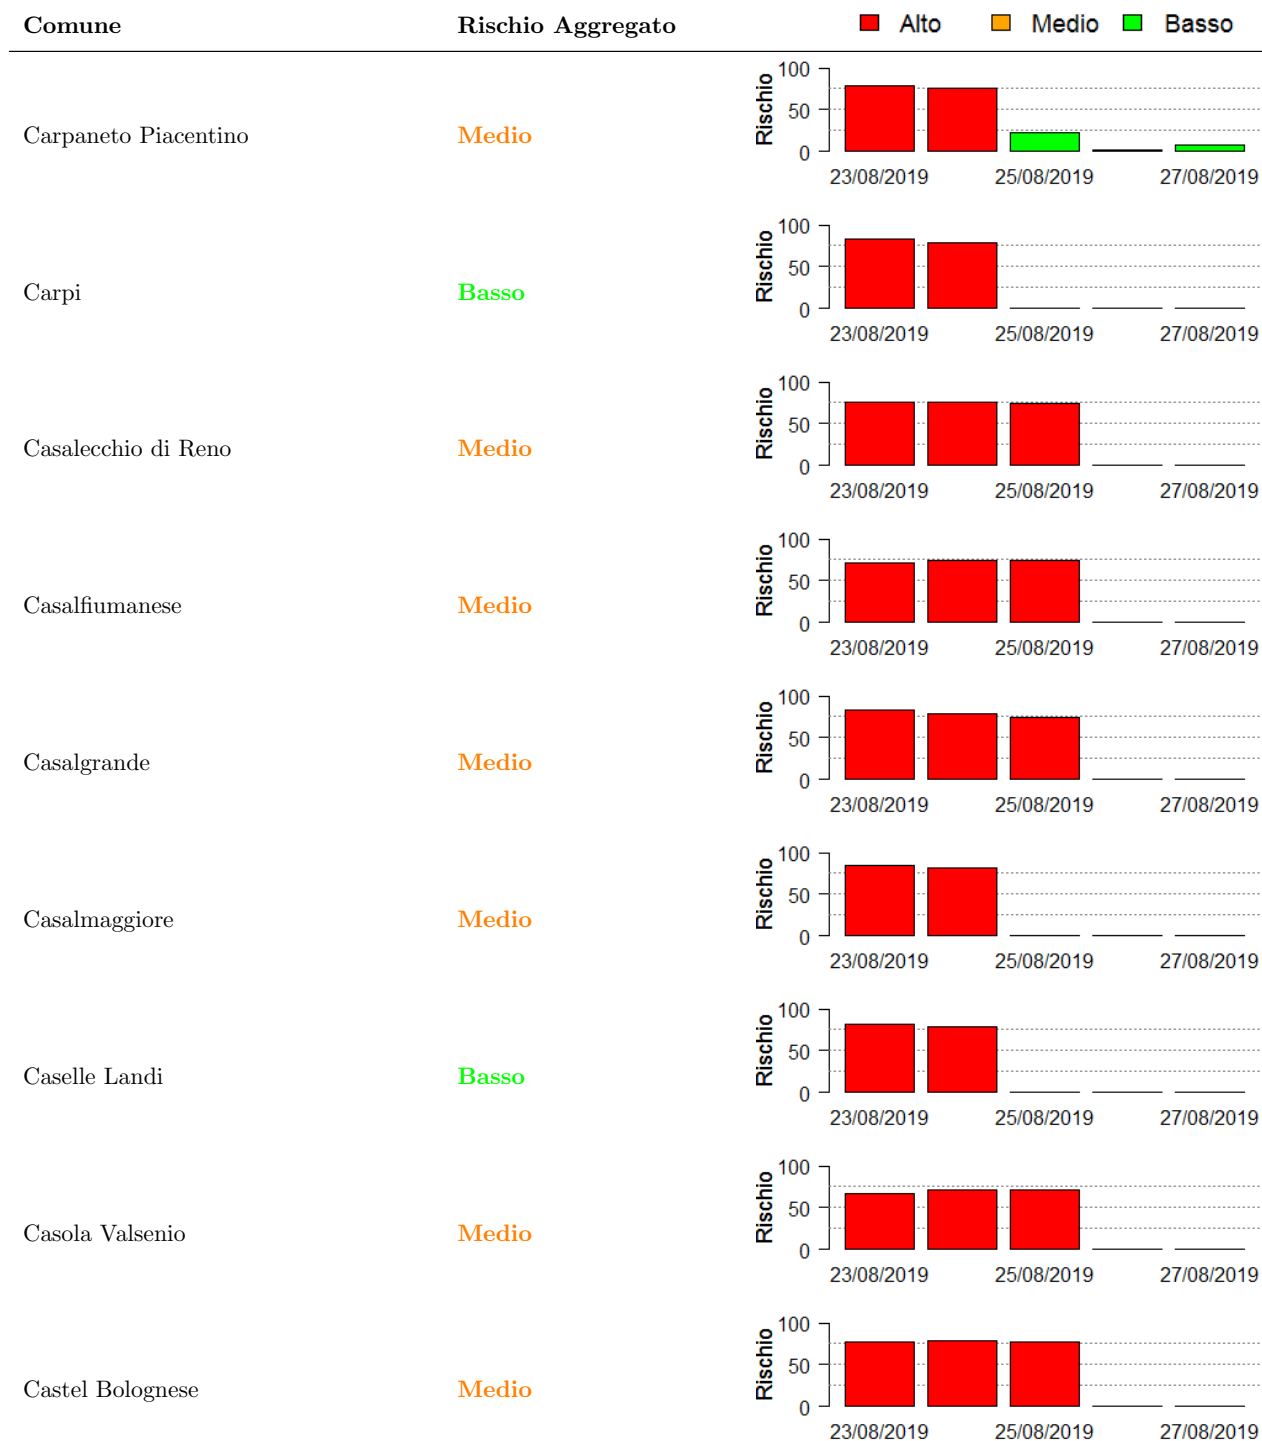 Comune Rischio Aggregato Alto Medio Basso
100
50
0
Rischio
Carpaneto Piacentino Medio
23/08/2019 25/08/2019 27/08/2019
100
50
0
Rischio
Carpi Basso
23/08/2019 25/08/2019 27/08/2019
100
50
0
Rischio
Casalecchio di Reno Medio
23/08/2019 25/08/2019 27/08/2019
100
50
0
Rischio
Casalfiumanese Medio
23/08/2019 25/08/2019 27/08/2019
100
50
0
Rischio
Casalgrande Medio
23/08/2019 25/08/2019 27/08/2019
100
50
0
Rischio
Casalmaggiore Medio
23/08/2019 25/08/2019 27/08/2019
100
50
0
Rischio
Caselle Landi Basso
23/08/2019 25/08/2019 27/08/2019
100
50
0
Rischio
Casola Valsenio Medio
23/08/2019 25/08/2019 27/08/2019
100
50
0
Rischio
Castel Bolognese Medio
23/08/2019 25/08/2019 27/08/2019